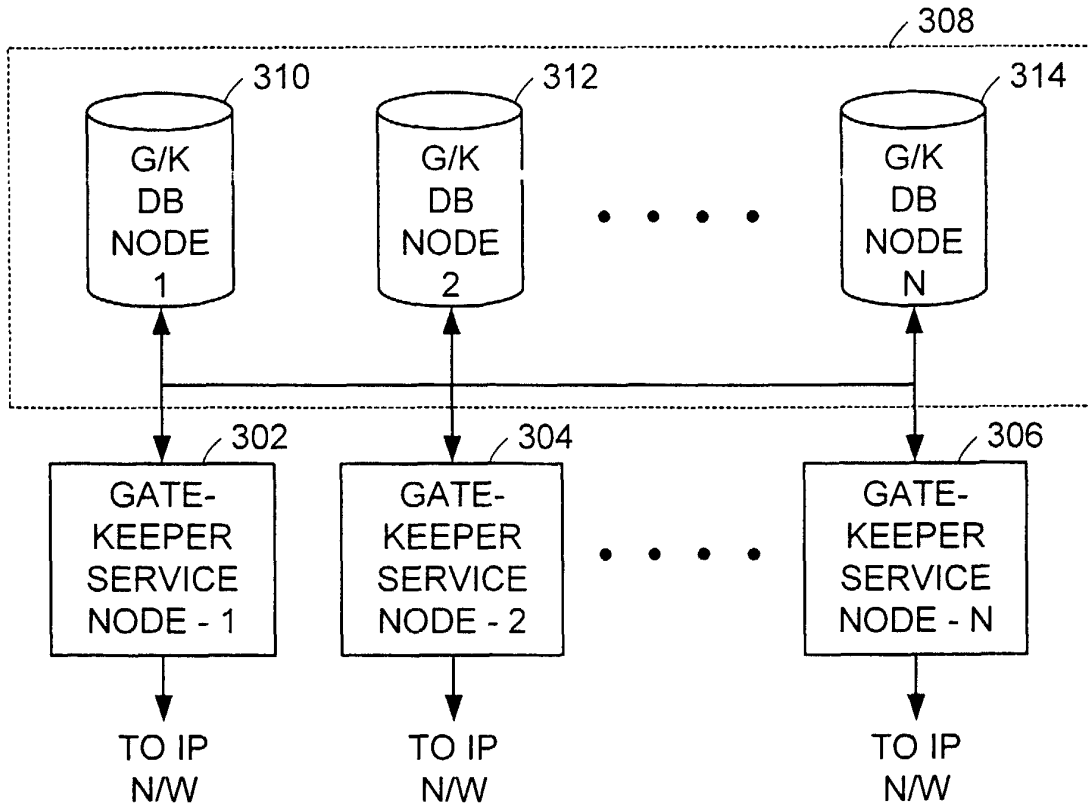 308
310
312
314
G/K
DB
NODE
1
G/K
DB
NODE
2
G/K
DB
NODE
N
302
304
306
GATE-
KEEPER
SERVICE
NODE - 1
GATE-
KEEPER
SERVICE
NODE - 2
GATE-
KEEPER
SERVICE
NODE - N
TO IP
N/W
TO IP
N/W
TO IP
N/W